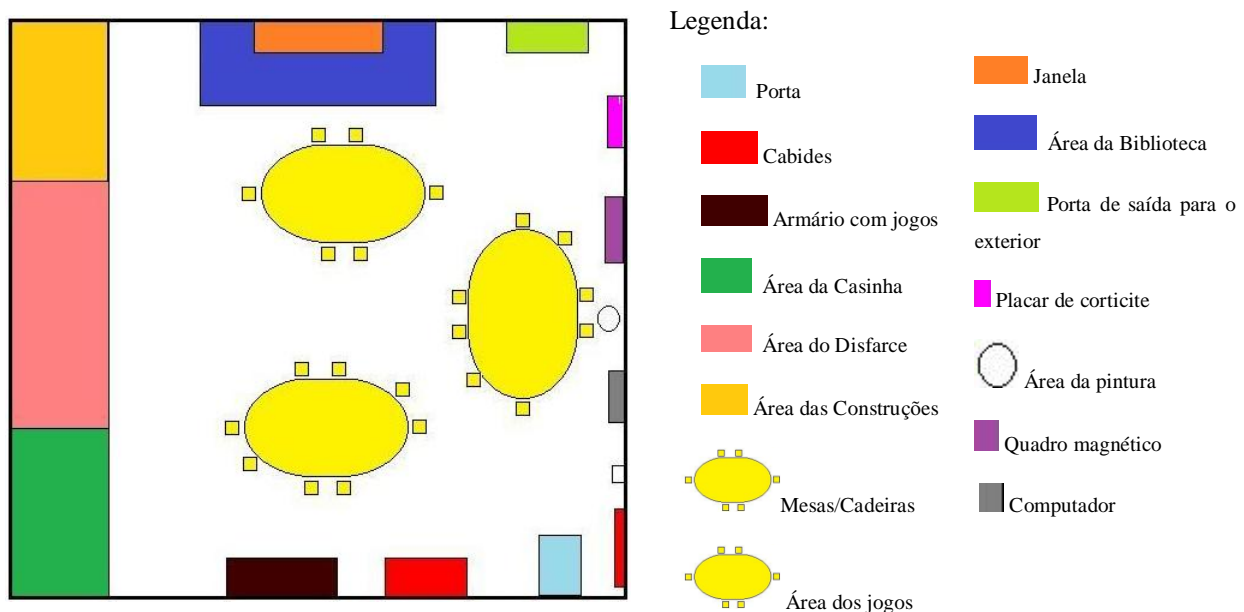 Legenda:
Porta
Cabides
Armário com jogos
Área da Casinha
Área do Disfarce
Área das Construções
Mesas/Cadeiras
Área dos jogos
Janela
Área da Biblioteca
Porta de saída para o
exterior
Placar de corticite
Área da pintura
Quadro magnético
Computador